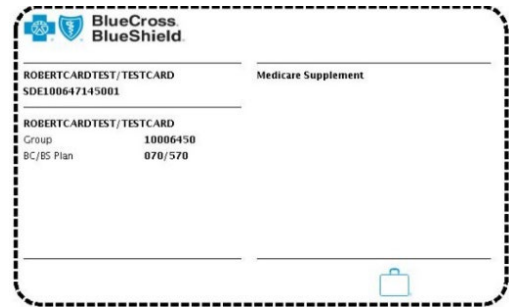 BlueCross
BlueShield
ROBERTCARDTEST/TESTCARD
SDE100647145001
Medicare Supplement
ROBERTCARDTEST/TESTCARD
Group 10006450
BC/BS Plan 070/570